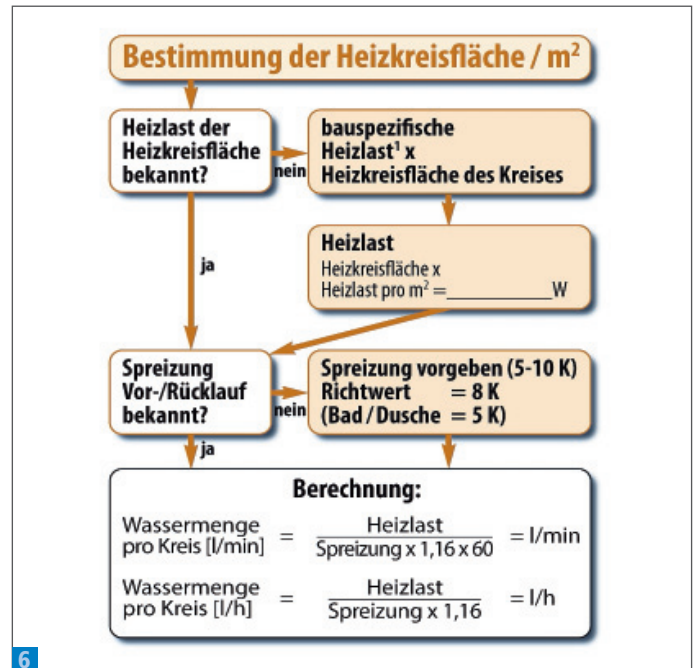 Bestimmung der Heizkreisfläche / m²
Heizlast der
Heizkreisfläche
bekannt?
nein
bauspezifische
Heizlast¹ x
Heizkreisfläche des Kreises
ja
Heizlast
Heizkreisfläche x
Heizlast pro m² = __________ W
Spreizung
Vor-/Rücklauf
bekannt?
nein
Spreizung vorgeben (5-10 K)
Richtwert = 8 K
(Bad / Dusche = 5 K)
ja
Berechnung:
Wassermenge
pro Kreis [l/min] = Heizlast / Spreizung x 1,16 x 60 = l/min
Wassermenge
pro Kreis [l/h] = Heizlast / Spreizung x 1,16 = l/h
6